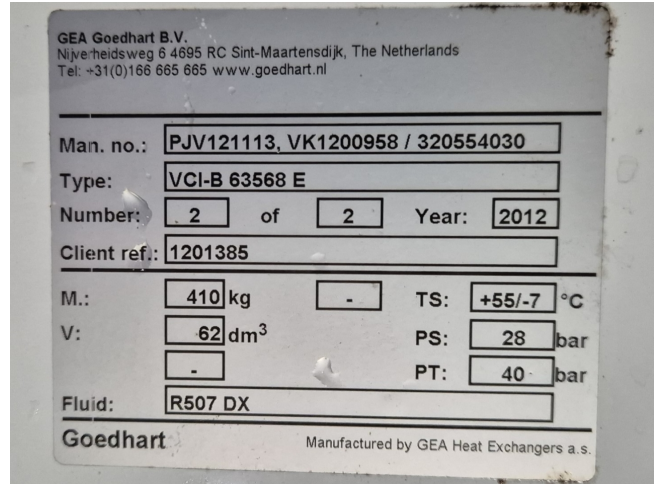 GEA Goedhart B.V.
Nijverheidsweg 6 4695 RC Sint-Maartensdijk, The Netherlands
Tel: +31(0)166 665 665 www.goedhart.nl
Man. no.: PJV121113, VK1200958 / 320554030
Type: VCI-B 63568 E
Number: 2 of 2 Year: 2012
Client ref.: 1201385
M.: 410 kg - TS: +55/-7 °C
V: 62 dm³ PS: 28 bar
- PT: 40 bar
Fluid: R507 DX
Goedhart Manufactured by GEA Heat Exchangers a.s.